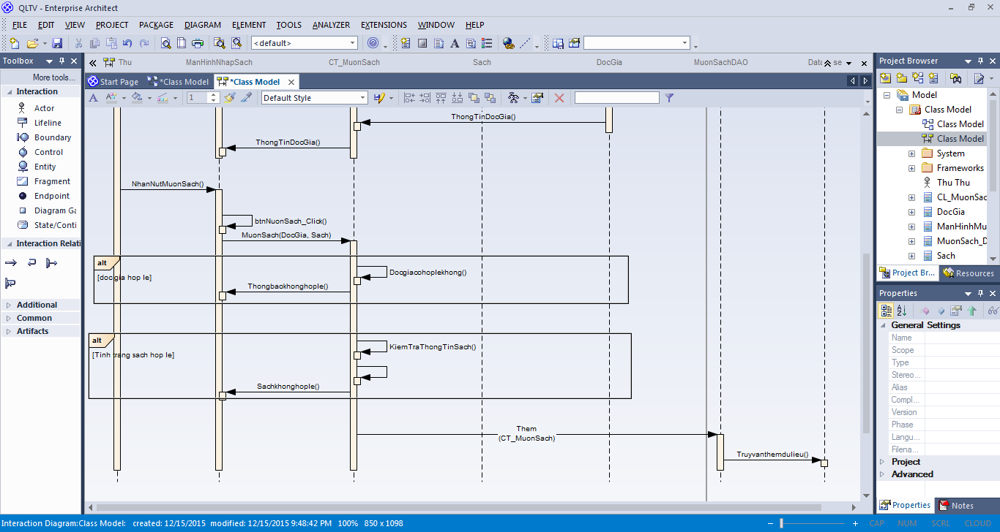 QLTV - Enterprise Architect
FILE EDIT VIEW PROJECT PACKAGE DIAGRAM ELEMENT TOOLS ANALYZER EXTENSIONS WINDOW HELP
<default>
Toolbox
More tools...
Interaction
Actor
Lifeline
Boundary
Control
Entity
Fragment
Endpoint
Diagram Ga
State/Conti
Interaction Relati
Additional
Common
Artifacts
Thu ManHinhNhapSach CT_MuonSach Sach DocGia MuonSachDAO Data se
Start Page *Class Model *Class Model
A 1 Default Style
ThongTinDocGia()
ThongTinDocGia()
NhanNutMuonSach()
btnNuonSach_Click()
MuonSach(DocGia, Sach)
alt
[docgia hop le]
Docgiacohoplekhong()
Thongbaokhonghople()
alt
[Tinh trang sach hop le]
KiemTraThongTinSach()
Sachkhonghople()
Them
(CT_MuonSach)
Truyvanthemdulieu()
Project Browser
Model
Class Model
Class Model
Class Model
System
Frameworks
Thu Thu
CL_MuonSac
DocGia
ManHinhMu
MuonSach_D
Sach
Project Br... Resources
Properties
General Settings
Name
Scope
Type
Stereo...
Alias
Compl...
Version
Phase
Langu...
Filena...
Project
Advanced
Properties Notes
Interaction Diagram:Class Model: created: 12/15/2015 modified: 12/15/2015 9:48:42 PM 100% 850 x 1098
CAP NUM SCRL CLOUD